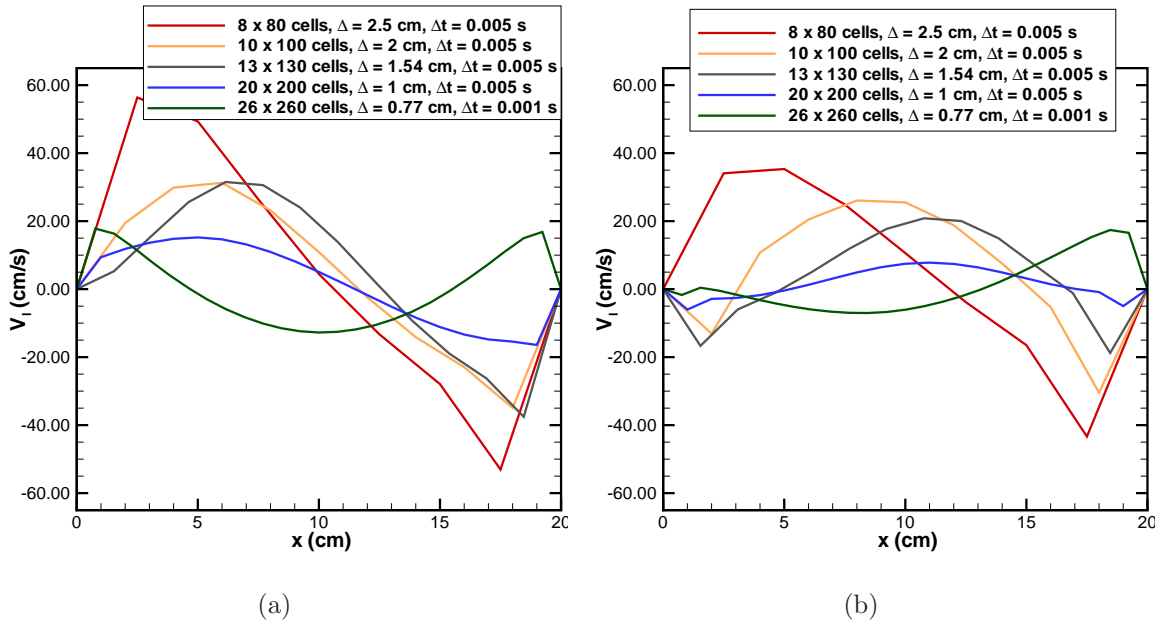 8 x 80 cells, Δ = 2.5 cm, Δt = 0.005 s
10 x 100 cells, Δ = 2 cm, Δt = 0.005 s
13 x 130 cells, Δ = 1.54 cm, Δt = 0.005 s
20 x 200 cells, Δ = 1 cm, Δt = 0.005 s
26 x 260 cells, Δ = 0.77 cm, Δt = 0.001 s
60.00
40.00
20.00
0.00
-20.00
-40.00
-60.00
V_l (cm/s)
0 5 10 15 20
x (cm)
(a)
8 x 80 cells, Δ = 2.5 cm, Δt = 0.005 s
10 x 100 cells, Δ = 2 cm, Δt = 0.005 s
13 x 130 cells, Δ = 1.54 cm, Δt = 0.005 s
20 x 200 cells, Δ = 1 cm, Δt = 0.005 s
26 x 260 cells, Δ = 0.77 cm, Δt = 0.001 s
60.00
40.00
20.00
0.00
-20.00
-40.00
-60.00
V_l (cm/s)
0 5 10 15 20
x (cm)
(b)